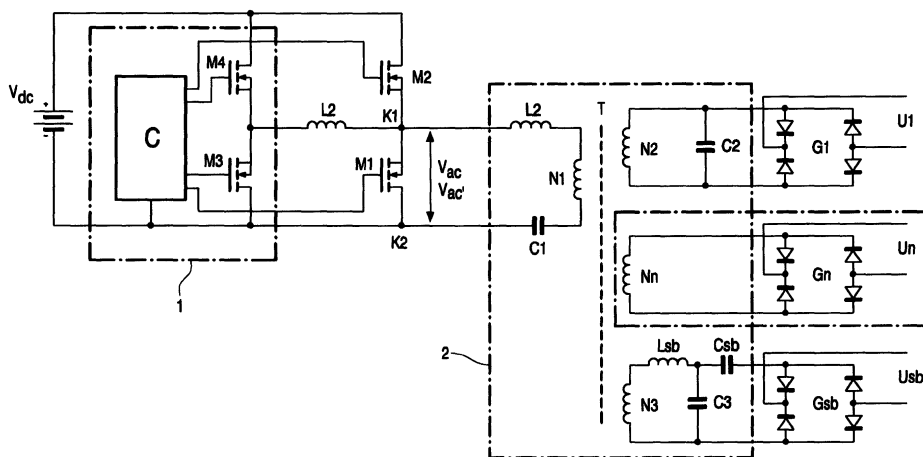 M4
M2
Vdc
C
L2
K1
M3
M1
Vac
Vac'
K2
1
L2
N1
C1
2
T
N2
C2
G1
U1
Nn
Gn
Un
Lsb
Csb
N3
C3
Gsb
Usb